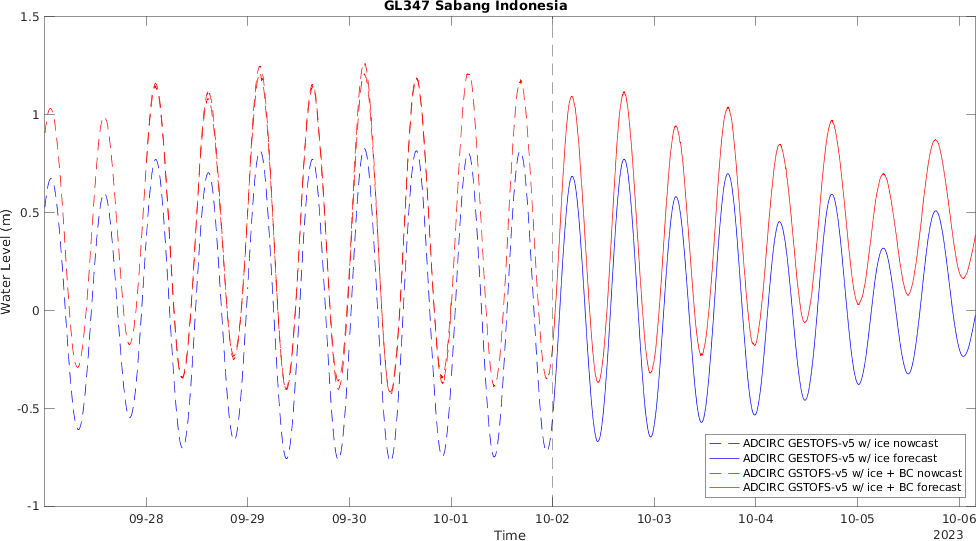 GL347 Sabang Indonesia
1.5
1
0.5
0
-0.5
-1
Water Level (m)
ADCIRC GESTOFS-v5 w/ ice nowcast
ADCIRC GESTOFS-v5 w/ ice forecast
ADCIRC GSTOFS-v5 w/ ice + BC nowcast
ADCIRC GSTOFS-v5 w/ ice + BC forecast
09-28 09-29 09-30 10-01 10-02 10-03 10-04 10-05 10-06
Time
2023